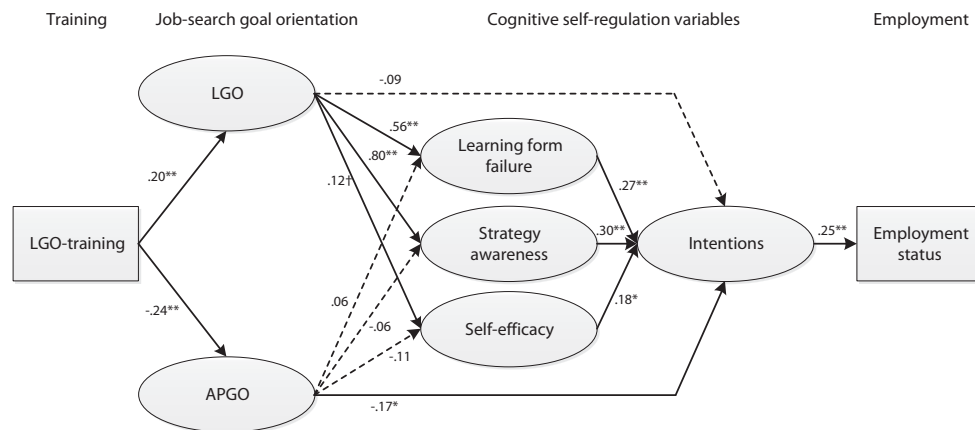 Training Job-search goal orientation Cognitive self-regulation variables Employment
LGO
-.09
.56**
.80**
.12†
Learning form
failure
.20**
.27**
LGO-training
Strategy
awareness
.30**
Intentions
.25**
Employment
status
-.24**
.06
-.06
-.11
Self-efficacy
.18*
APGO
-.17*